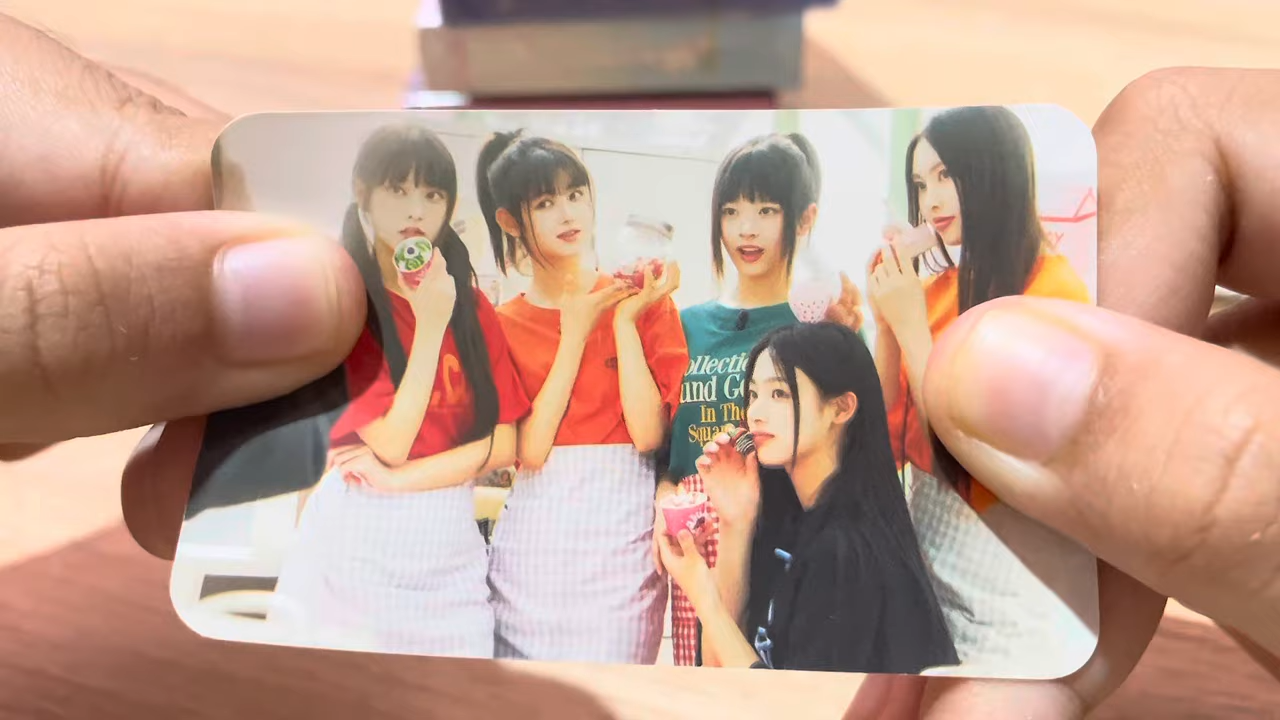 ollectio
und Go
In The
Squar